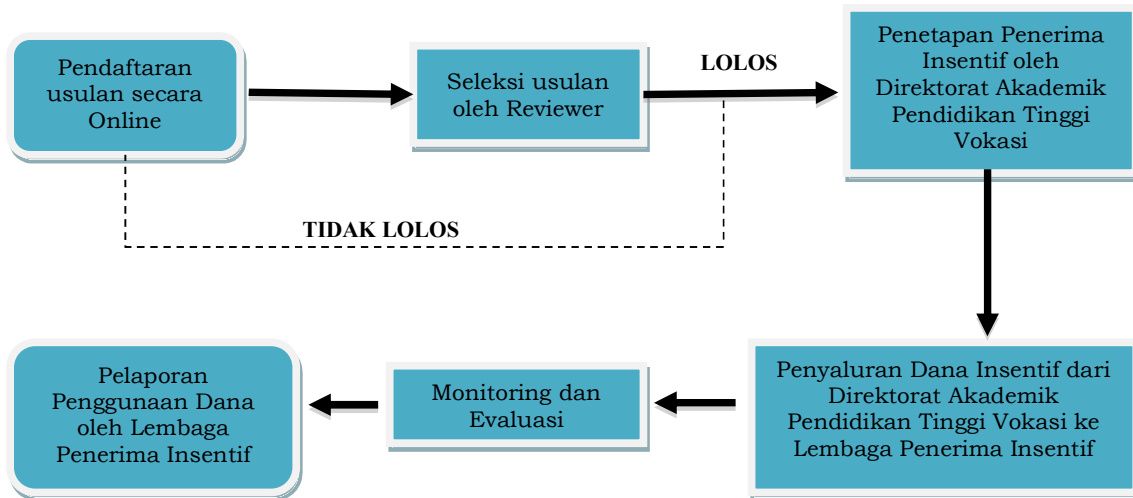 Pendaftaran
usulan secara
Online
Seleksi usulan
oleh Reviewer
LOLOS
Penetapan Penerima
Insentif oleh
Direktorat Akademik
Pendidikan Tinggi
Vokasi
TIDAK LOLOS
Pelaporan
Penggunaan Dana
oleh Lembaga
Penerima Insentif
Monitoring dan
Evaluasi
Penyaluran Dana Insentif dari
Direktorat Akademik
Pendidikan Tinggi Vokasi ke
Lembaga Penerima Insentif